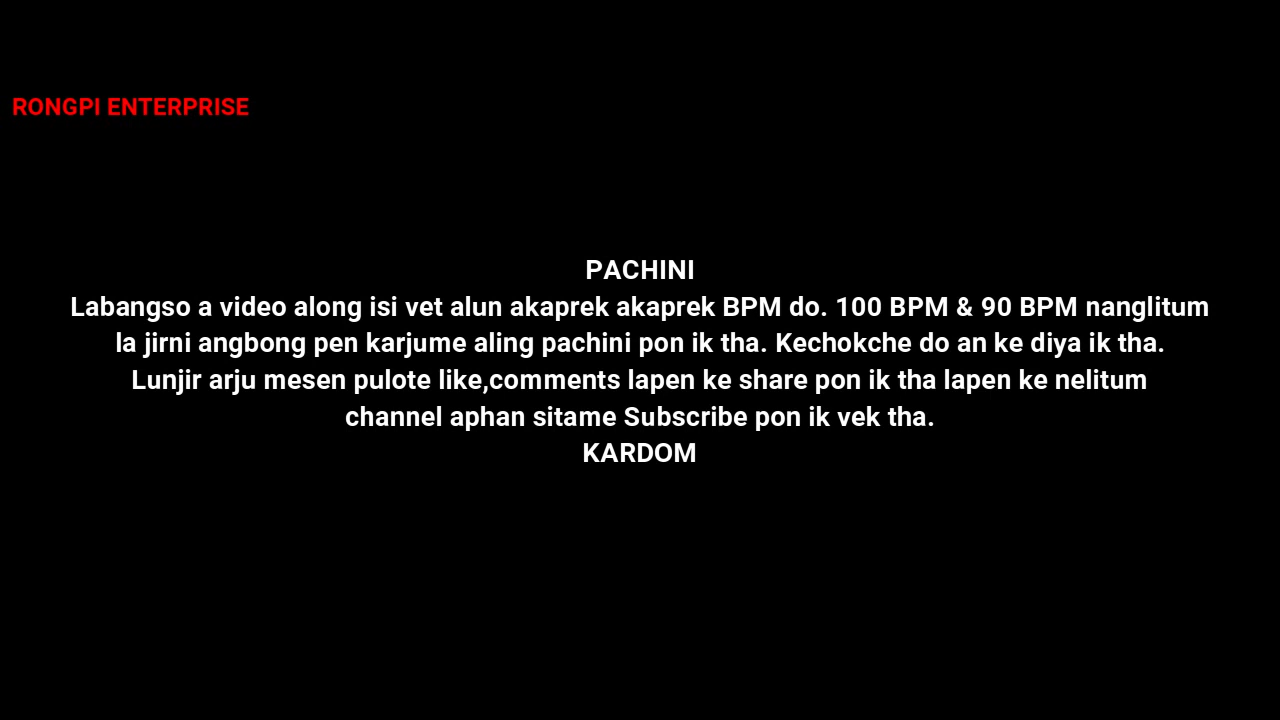 RONGPI ENTERPRISE
PACHINI
Labangso a video along isi vet alun akaprek akaprek BPM do. 100 BPM & 90 BPM nanglitum
la jirni angbong pen karjume aling pachini pon ik tha. Kechokche do an ke diya ik tha.
Lunjir arju mesen pulote like,comments lapen ke share pon ik tha lapen ke nelitum
channel aphan sitame Subscribe pon ik vek tha.
KARDOM